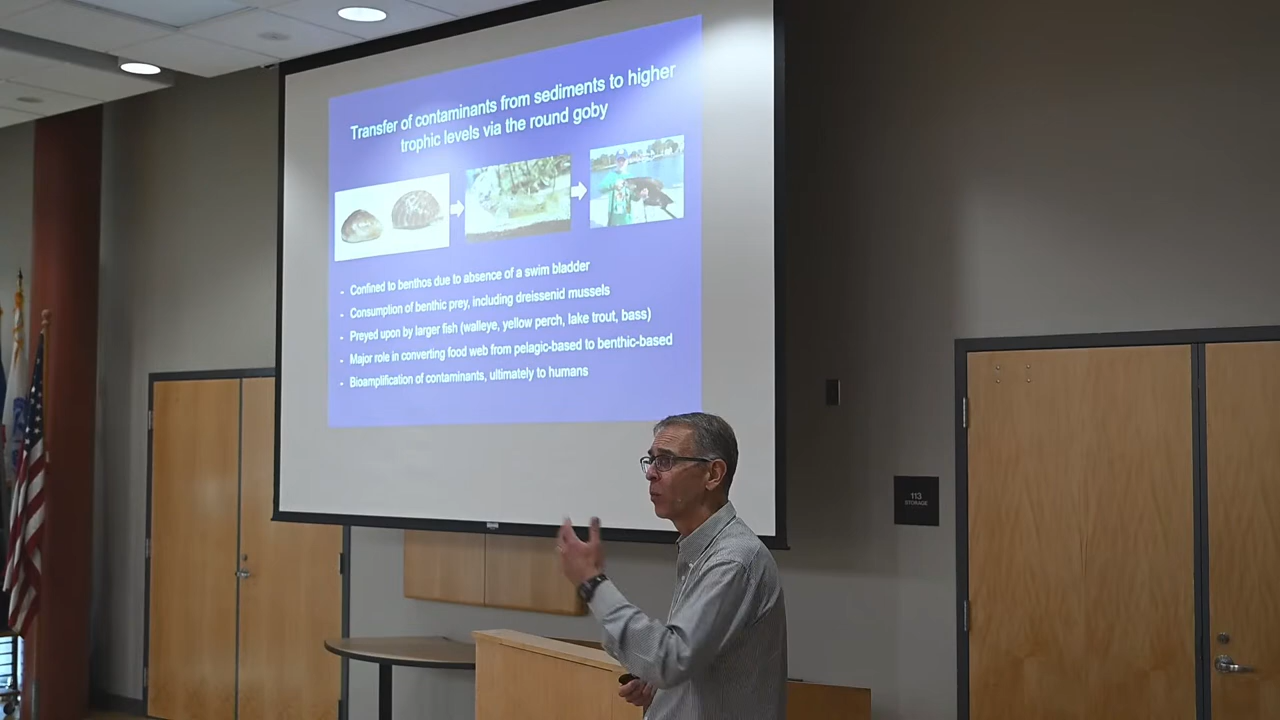 Transfer of contaminants from sediments to higher
trophic levels via the round goby
- Confined to benthos due to absence of a swim bladder
- Consumption of benthic prey, including dreissenid mussels
- Preyed upon by larger fish (walleye, yellow perch, lake trout, bass)
- Major role in converting food web from pelagic-based to benthic-based
- Bioamplification of contaminants, ultimately to humans
113
STORAGE